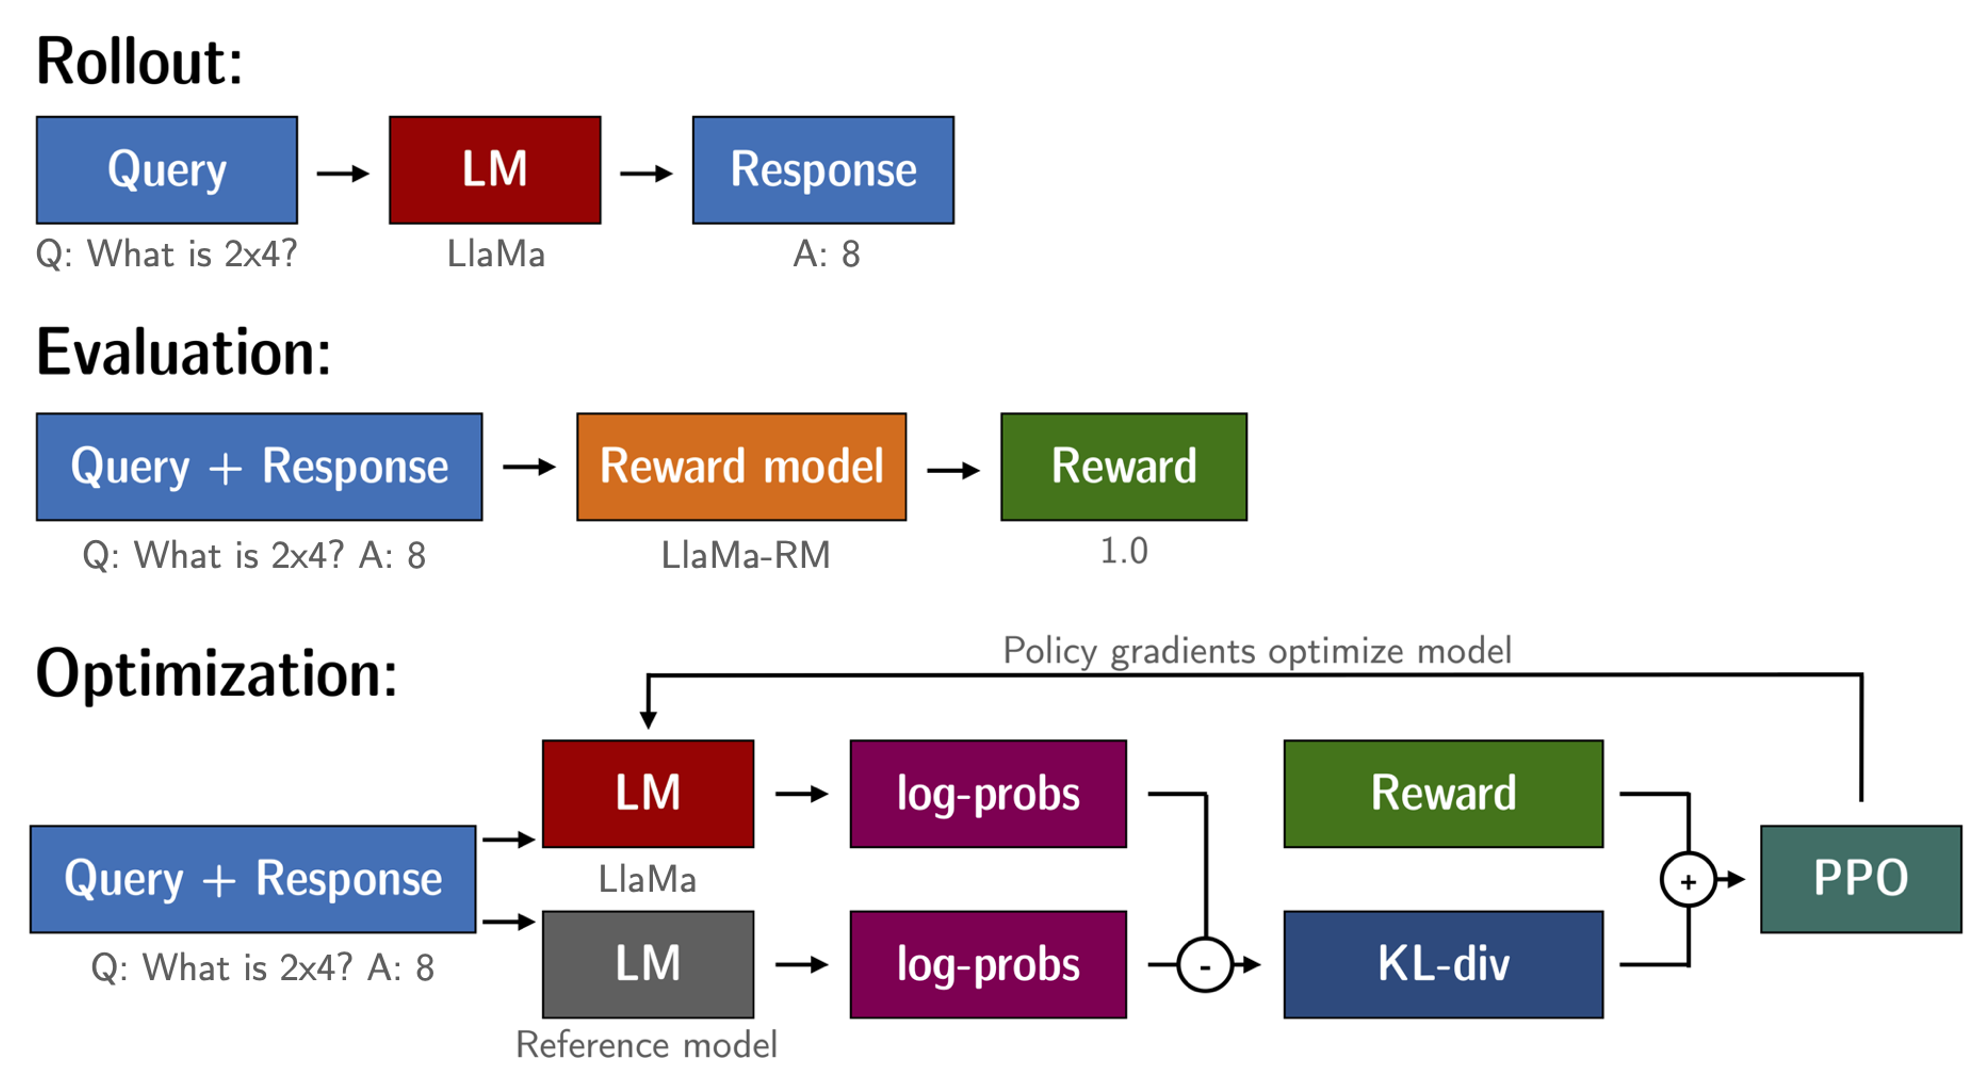 Rollout:
Query
LM
Response
Q: What is 2x4?
LlaMa
A: 8
Evaluation:
Query + Response
Reward model
Reward
Q: What is 2x4? A: 8
LlaMa-RM
1.0
Optimization:
Policy gradients optimize model
LM
log-probs
Reward
LlaMa
Query + Response
+
PPO
Q: What is 2x4? A: 8
LM
log-probs
-
KL-div
Reference model